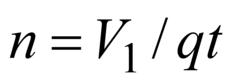 n = V₁ / qt